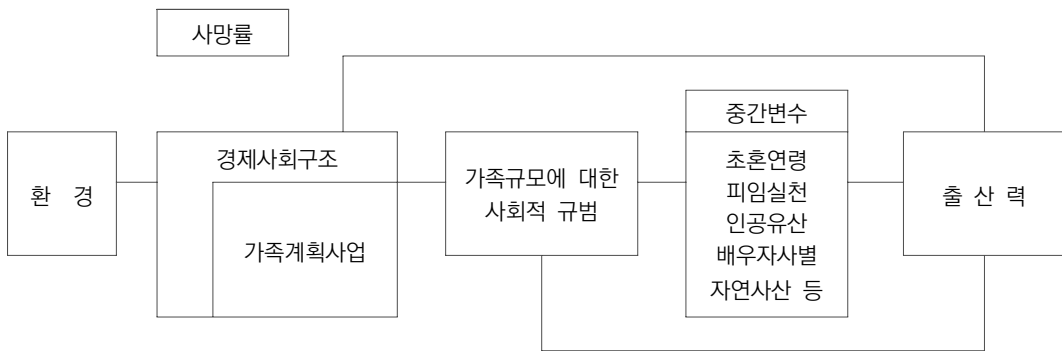 사망률
환 경
경제사회구조
가족계획사업
가족규모에 대한
사회적 규범
중간변수
초혼연령
피임실천
인공유산
배우자사별
자연사산 등
출 산 력